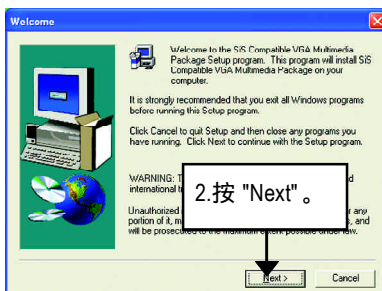 Welcome
Welcome to the SiS Compatible VGA Multimedia
Package Setup program. This program will install SiS
Compatible VGA Multimedia Package on your
computer.
It is strongly recommended that you exit all Windows programs
before running this Setup program.
Click Cancel to quit Setup and then close any programs you
have running. Click Next to continue with the Setup program.
WARNING: T
d
international t
2.按 "Next"。
Unauthorized
r any
portion of it, m
s, and
will be prosecuted to the maximum extent possible under law.
Next >
Cancel